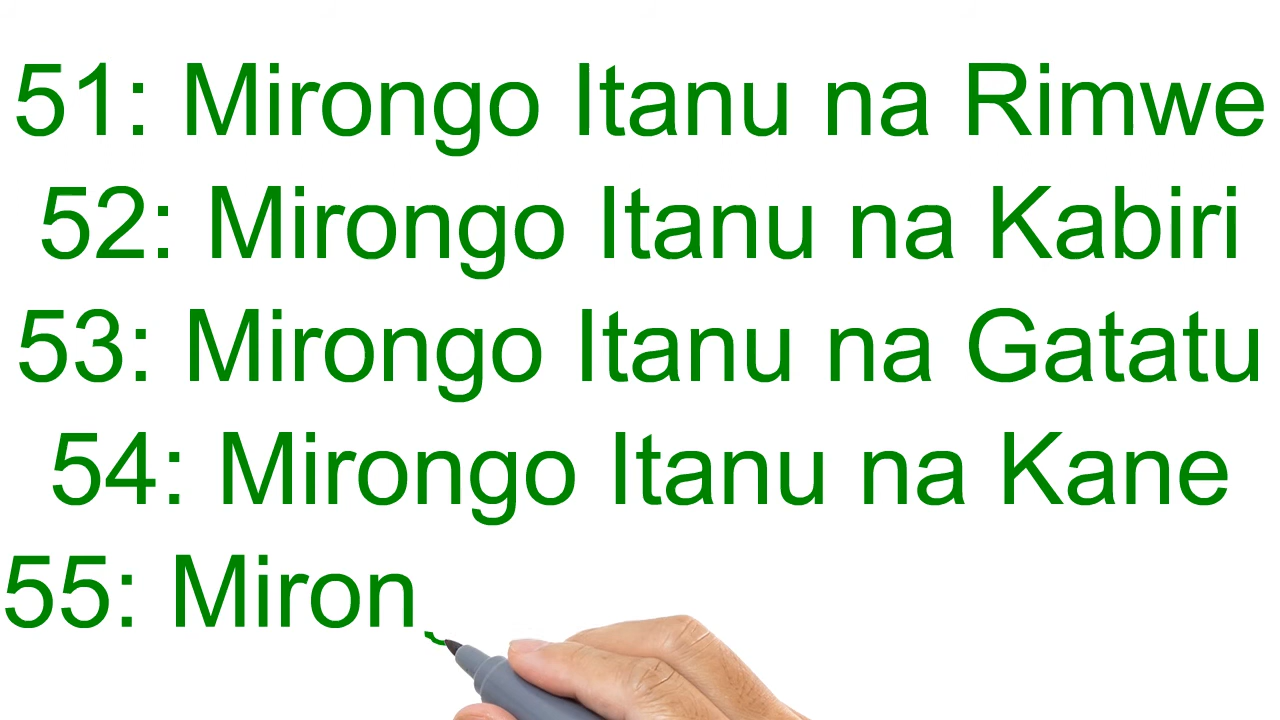 51: Mirongo Itanu na Rimwe
52: Mirongo Itanu na Kabiri
53: Mirongo Itanu na Gatatu
54: Mirongo Itanu na Kane
55: Miron